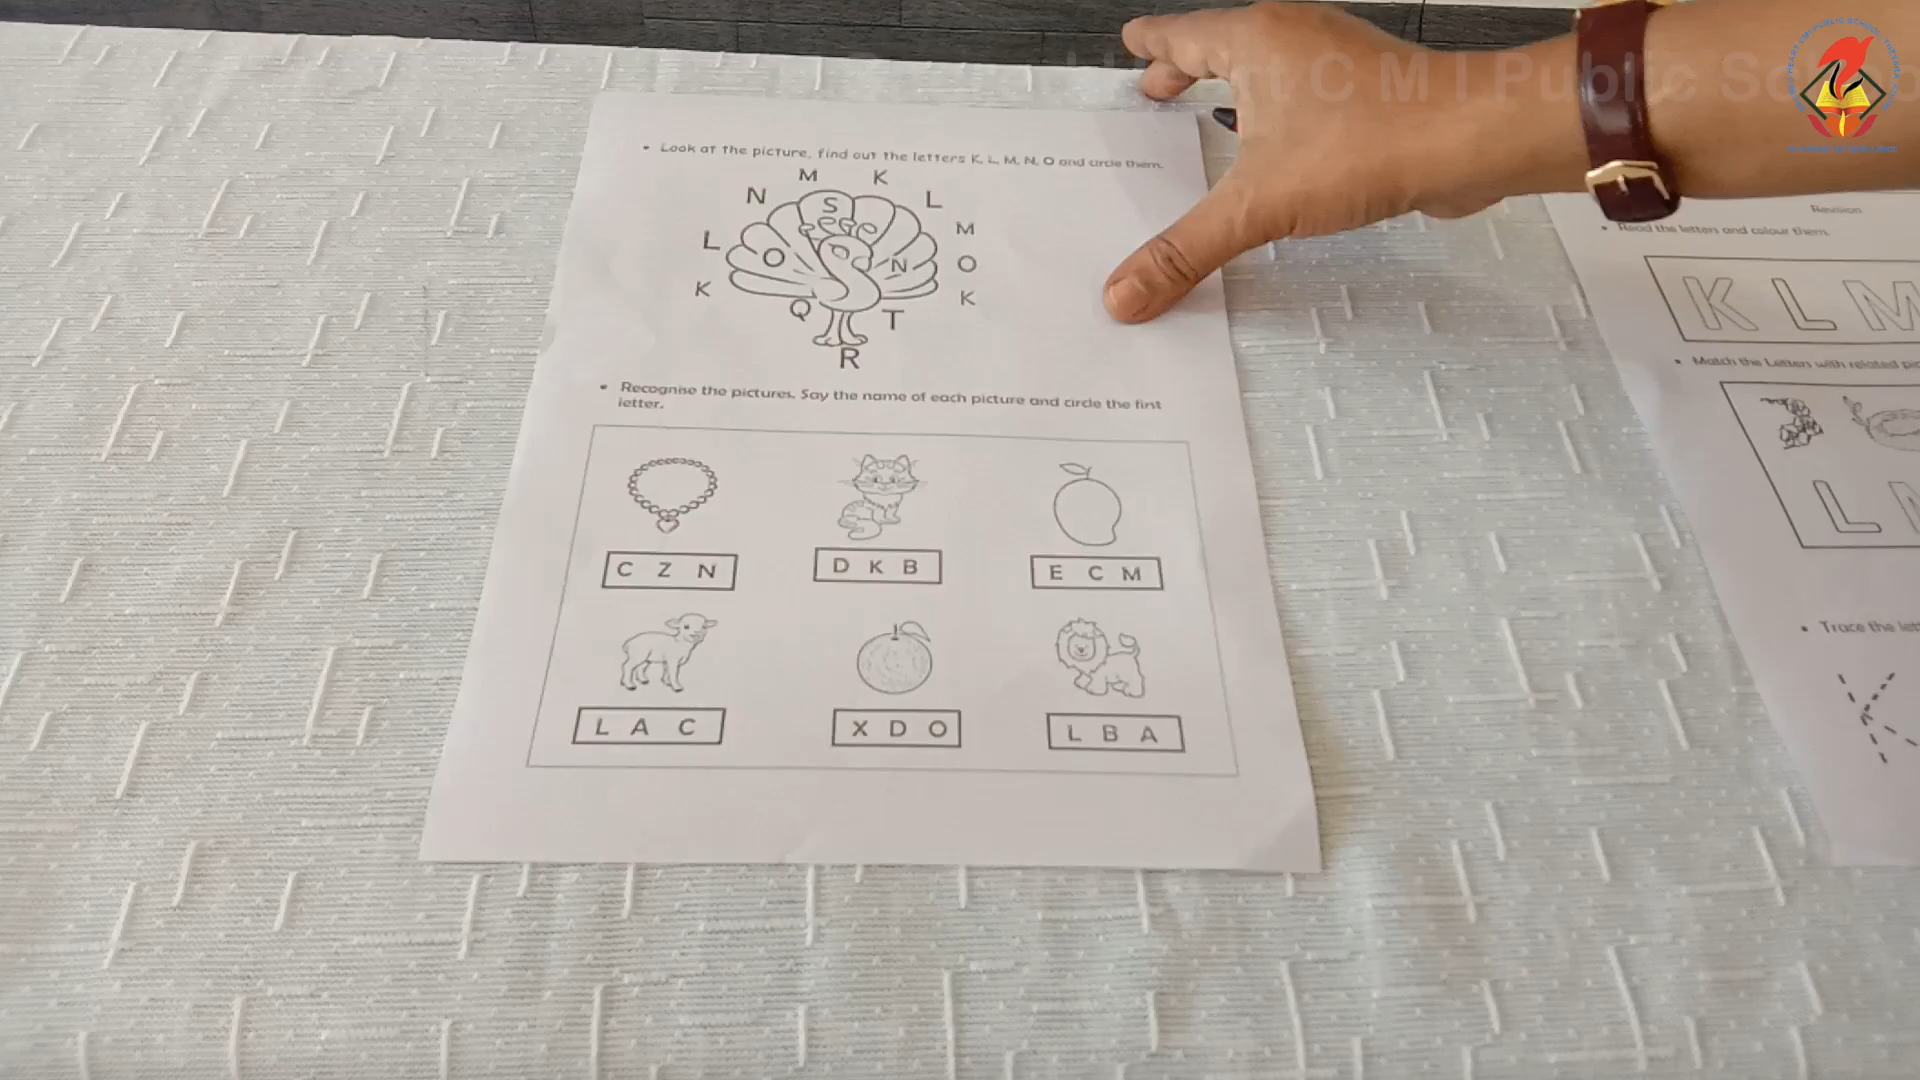 C M I Public School
• Look at the picture, find out the letters K, L, M, N, O and circle them.
M K
N S L
L M
O N O
K K
Q T
R
• Recognise the pictures. Say the name of each picture and circle the first
letter.
C Z N
D K B
E C M
L A C
X D O
L B A
Revision
• Read the letters and colour them.
K L M
• Match the Letters with related
L
• Trace the
K